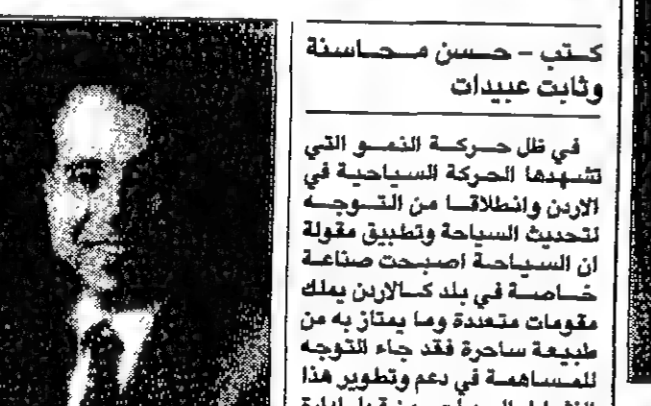 كتب - حسن محاسنة
وثابت عبيدات
في ظل حركة النمو التي
تشهدها الحركة السياحية في
الاردن وانطلاقا من التوجه
لتحديث السياحة وتطبيق مقولة
ان السياحة اصبحت صناعة
خاصة في بلد كالاردن يملك
مقومات متعددة وما يمتاز به من
طبيعة ساحرة فقد جاء التوجه
للمساهمة في دعم وتطوير هذا